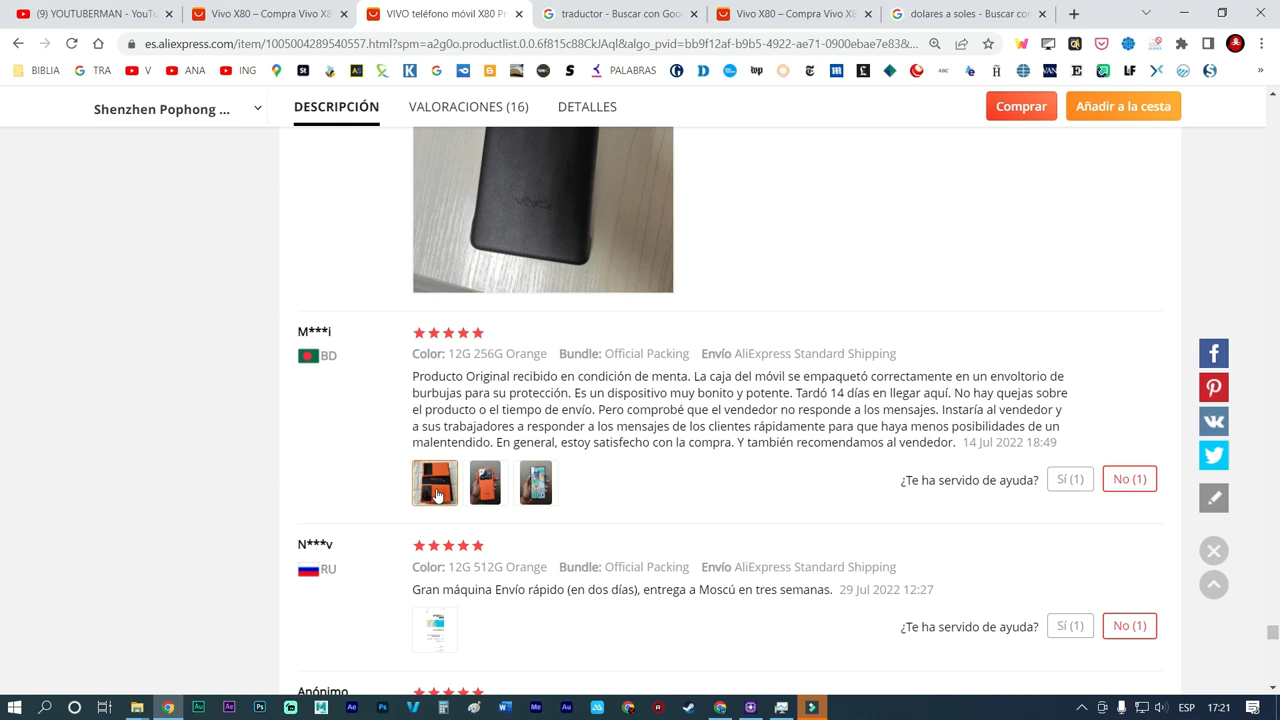 (9) YOUTUBERMAN - YouTu
Vivo X80 – Compra Vivo X8
VIVO teléfono móvil X80 P
traductor - Buscar con Goo
Vivo X80 – Compra Vivo XB
dolares a soles - Buscar con
es.aliexpress.com/item/1005004289540557.html?spm=a2g0o.productlist.0.0.3f815c88CkJAql&algo_pvid=bb9f12af-b9b5-4922-ae71-0900ebae7e83&...
BIBLIA TRA V ANA ING PALABRAS
Shenzhen Pophong ... DESCRIPCIÓN VALORACIONES (16) DETALLES Comprar Añadir a la cesta
vivo
M***i
BD
Color: 12G 256G Orange Bundle: Official Packing Envío AliExpress Standard Shipping
Producto Original recibido en condición de menta. La caja del móvil se empaquetó correctamente en un envoltorio de
burbujas para su protección. Es un dispositivo muy bonito y potente. Tardó 14 días en llegar aquí. No hay quejas sobre
el producto o el tiempo de envío. Pero comprobé que el vendedor no responde a los mensajes. Instaría al vendedor y
a sus trabajadores a responder a los mensajes de los clientes rápidamente para que haya menos posibilidades de un
malentendido. En general, estoy satisfecho con la compra. Y también recomendamos al vendedor. 14 Jul 2022 18:49
¿Te ha servido de ayuda? Sí (1) No (1)
N***v
RU
Color: 12G 512G Orange Bundle: Official Packing Envío AliExpress Standard Shipping
Gran máquina Envío rápido (en dos días), entrega a Moscú en tres semanas. 29 Jul 2022 12:27
¿Te ha servido de ayuda? Sí (1) No (1)
Anónimo
ESP 17:21